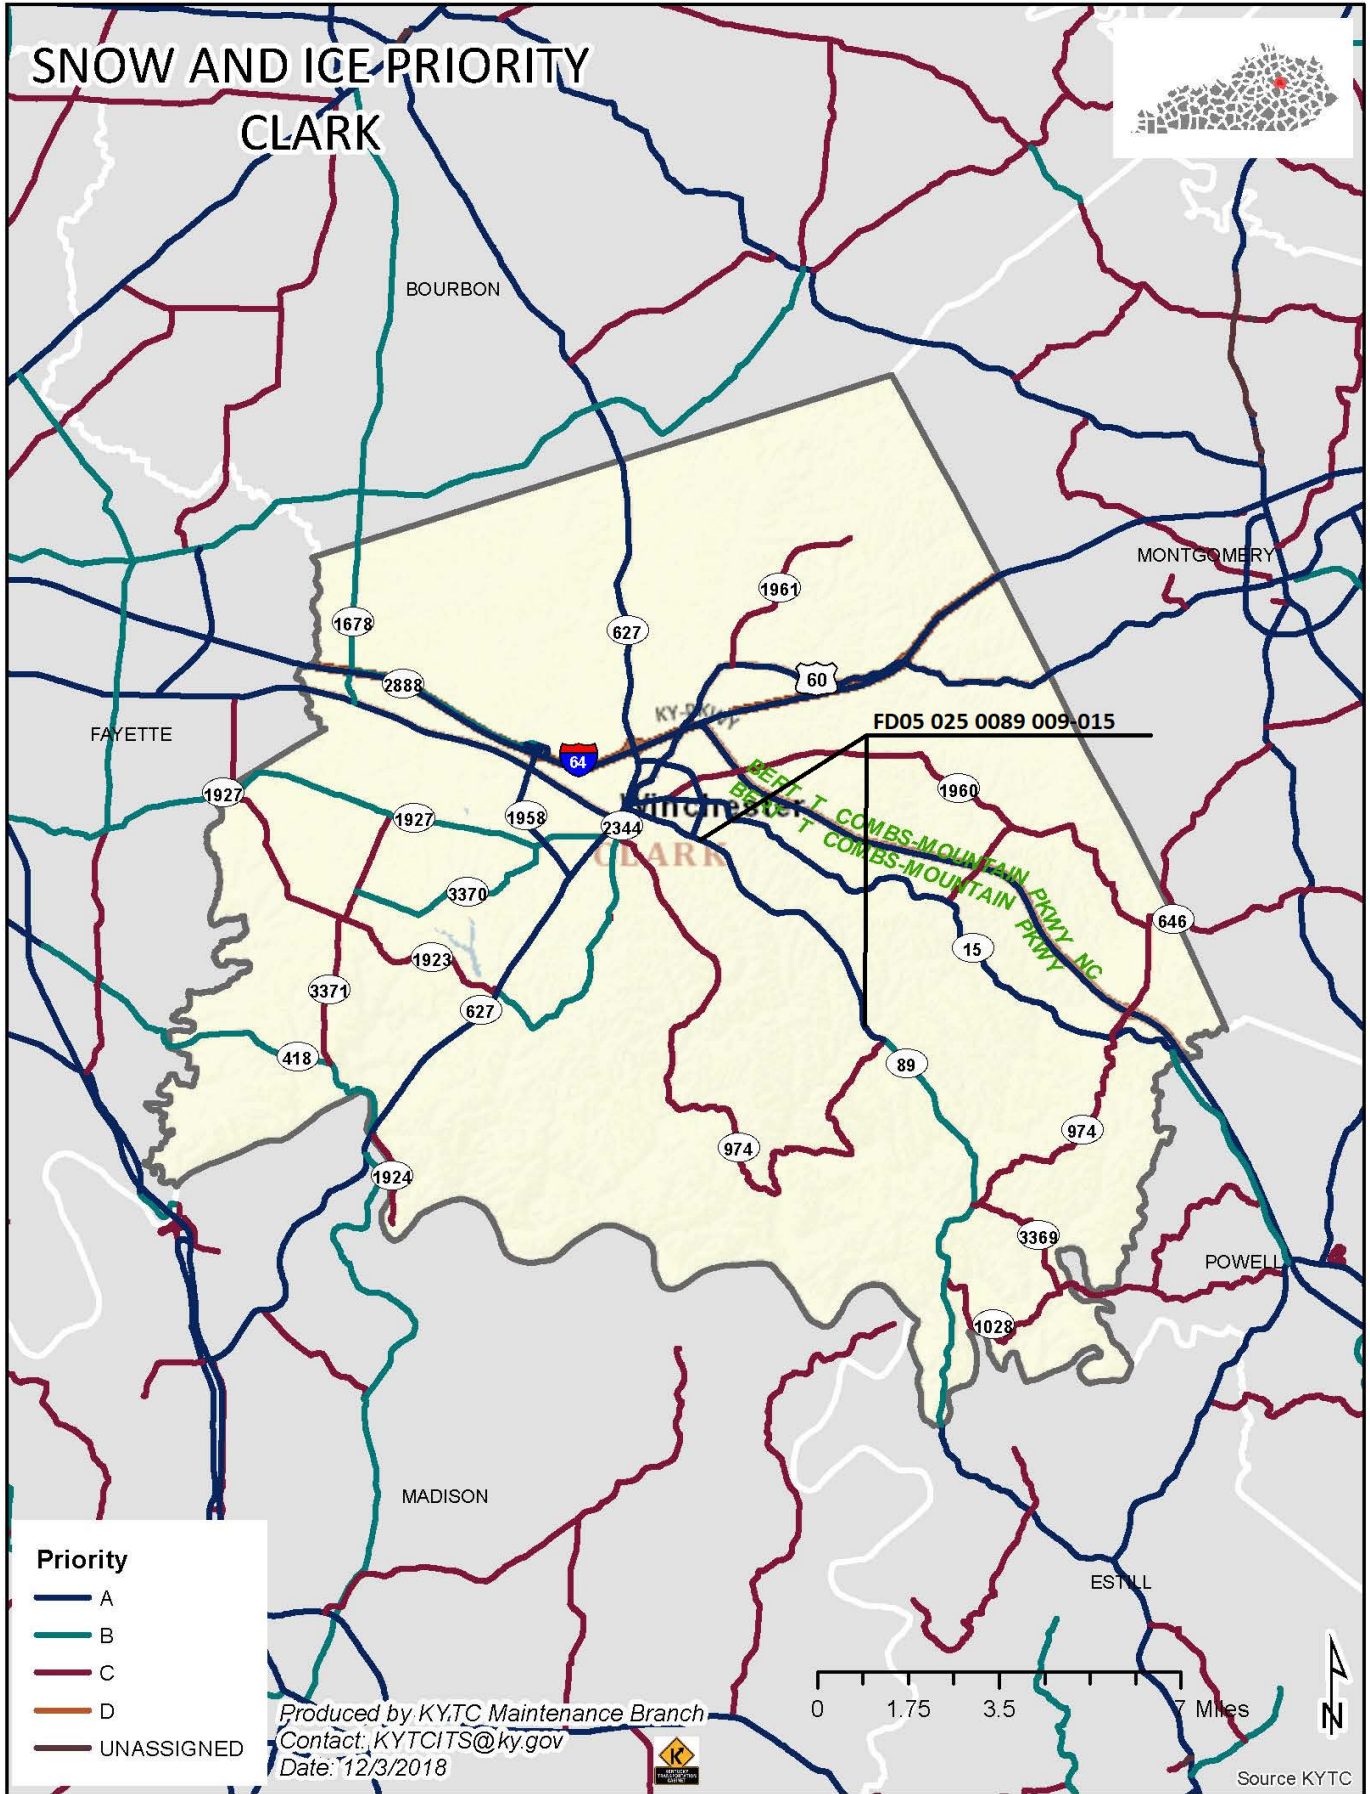 SNOW AND ICE PRIORITY
CLARK
BOURBON
MONTGOMERY
1961
1678
627
60
2888
KY-PKWY
FD05 025 0089 009-015
FAYETTE
64
BERT T COMBS-MOUNTAIN PKWY NC
BERT T COMBS-MOUNTAIN PKWY
1960
1927
1927
1958
Winchester
2344
CLARK
3370
646
15
1923
3371
627
418
89
974
974
1924
3369
POWELL
1028
MADISON
ESTILL
Priority
A
B
C
D
UNASSIGNED
Produced by KYTC Maintenance Branch
Contact: KYTCITS@ky.gov
Date: 12/3/2018
K
KENTUCKY
TRANSPORTATION
CABINET
0 1.75 3.5 7 Miles
N
Source KYTC